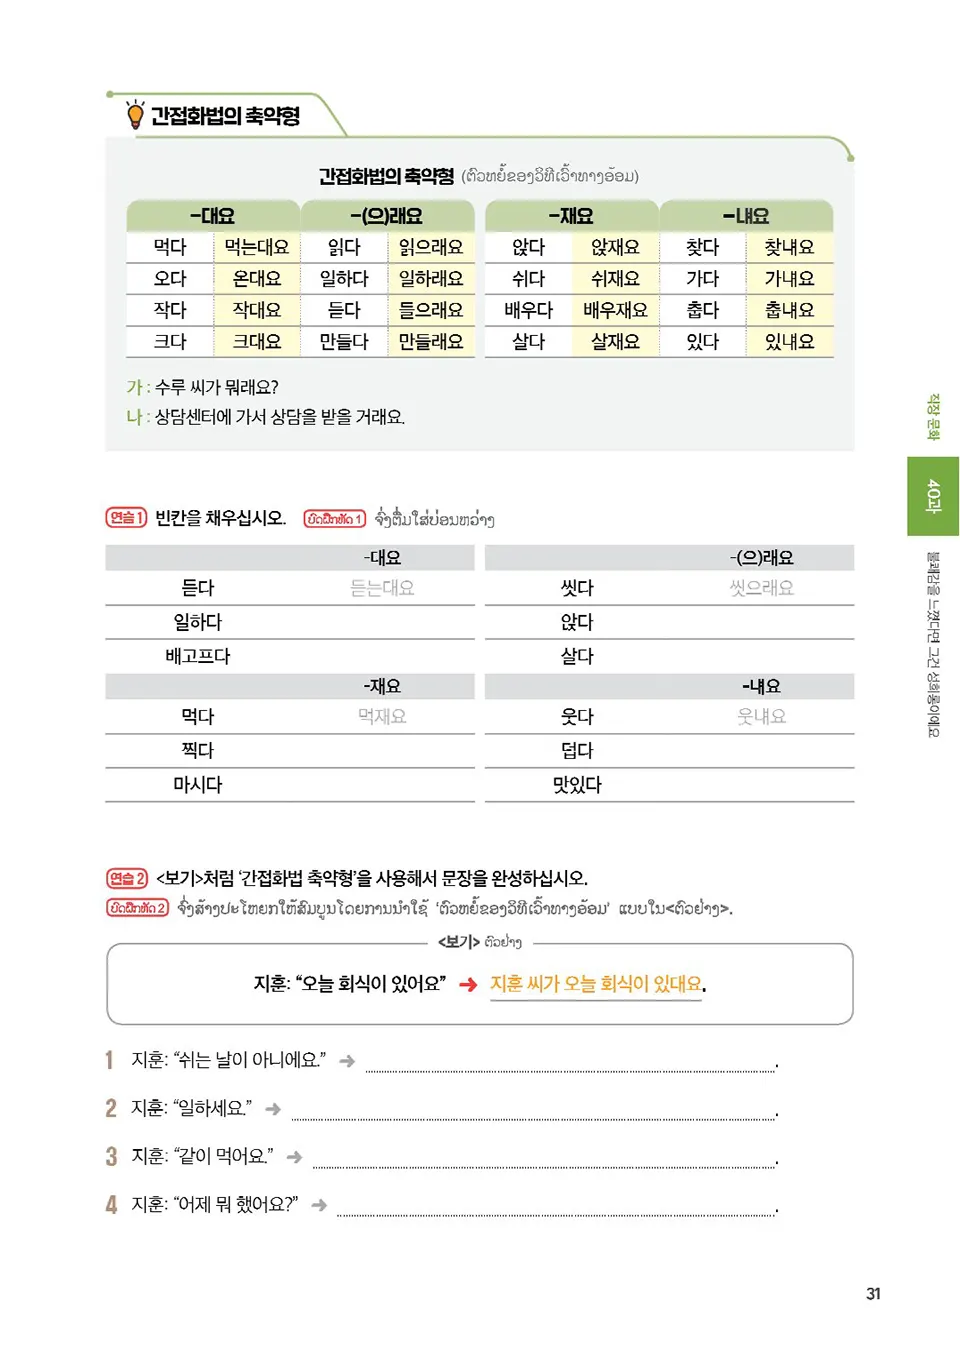 간접화법의 축약형
간접화법의 축약형 (ຕົວຫຍໍ້ຂອງວິທີເວົ້າທາງອ້ອມ)
-대요 -(으)래요 -재요 -냬요
먹다 먹는대요 읽다 읽으래요 앉다 앉재요 찾다 찾냬요
오다 온대요 일하다 일하래요 쉬다 쉬재요 가다 가냬요
작다 작대요 듣다 들으래요 배우다 배우재요 춥다 춥냬요
크다 크대요 만들다 만들래요 살다 살재요 있다 있냬요
가 : 수루 씨가 뭐래요?
나 : 상담센터에 가서 상담을 받을 거래요.
연습 1 빈칸을 채우십시오. ບົດຝຶກຫັດ 1 ຈົ່ງຕື່ມໃສ່ບ່ອນຫວ່າງ
-대요 -(으)래요
듣다 듣는대요 씻다 씻으래요
일하다 앉다
배고프다 살다
-재요 -냬요
먹다 먹재요 웃다 웃냬요
찍다 덥다
마시다 맛있다
연습 2 <보기>처럼 ‘간접화법 축약형’을 사용해서 문장을 완성하십시오.
ບົດຝຶກຫັດ 2 ຈົ່ງສ້າງປະໂຫຍກໃຫ້ສົມບູນໂດຍການນຳໃຊ້ 'ຕົວຫຍໍ້ຂອງວິທີເວົ້າທາງອ້ອມ' ແບບໃນ<ຕົວຢ່າງ>.
<보기> ຕົວຢ່າງ
지훈: “오늘 회식이 있어요” ➜ 지훈 씨가 오늘 회식이 있대요.
1 지훈: “쉬는 날이 아니에요.” ➜ .
2 지훈: “일하세요.” ➜ .
3 지훈: “같이 먹어요.” ➜ .
4 지훈: “어제 뭐 했어요?” ➜ .
직장 문화
40과
불쾌감을 느꼈다면 그건 성희롱이에요
31